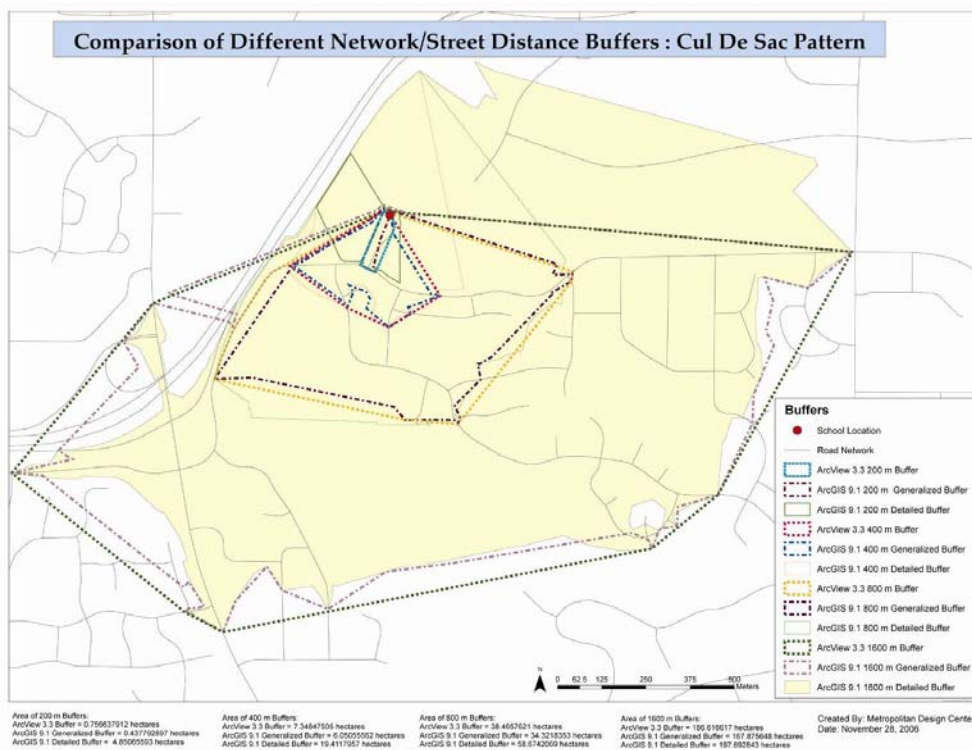 Comparison of Different Network/Street Distance Buffers : Cul De Sac Pattern
Buffers
School Location
Road Network
ArcView 3.3 200 m Buffer
ArcGIS 9.1 200 m Generalized Buffer
ArcGIS 9.1 200 m Detailed Buffer
ArcView 3.3 400 m Buffer
ArcGIS 9.1 400 m Generalized Buffer
ArcGIS 9.1 400 m Detailed Buffer
ArcView 3.3 800 m Buffer
ArcGIS 9.1 800 m Generalized Buffer
ArcGIS 9.1 800 m Detailed Buffer
ArcView 3.3 1600 m Buffer
ArcGIS 9.1 1600 m Generalized Buffer
ArcGIS 9.1 1600 m Detailed Buffer
N
0 62.5 125 250 375 500
Meters
Area of 200 m Buffers:
ArcView 3.3 Buffer = 0.756637912 hectares
ArcGIS 9.1 Generalized Buffer = 0.437792897 hectares
ArcGIS 9.1 Detailed Buffer = 4.85065593 hectares
Area of 400 m Buffers:
ArcView 3.3 Buffer = 7.34847505 hectares
ArcGIS 9.1 Generalized Buffer = 6.05055662 hectares
ArcGIS 9.1 Detailed Buffer = 19.4117957 hectares
Area of 800 m Buffers:
ArcView 3.3 Buffer = 38.4657621 hectares
ArcGIS 9.1 Generalized Buffer = 34.3218353 hectares
ArcGIS 9.1 Detailed Buffer = 58.6742069 hectares
Area of 1600 m Buffers:
ArcView 3.3 Buffer = 186.616617 hectares
ArcGIS 9.1 Generalized Buffer = 167.875648 hectares
ArcGIS 9.1 Detailed Buffer = 187.692843 hectares
Created By: Metropolitan Design Cente
Date: November 28, 2006